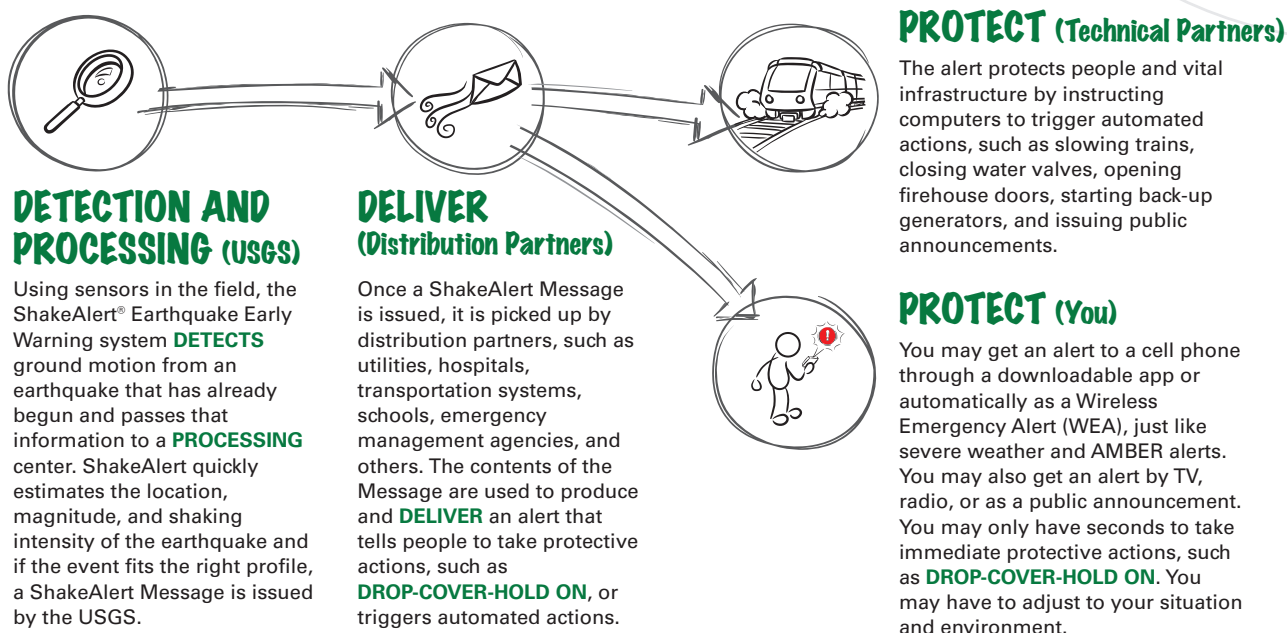 DETECTION AND
PROCESSING (USGS)
Using sensors in the field, the
ShakeAlert® Earthquake Early
Warning system DETECTS
ground motion from an
earthquake that has already
begun and passes that
information to a PROCESSING
center. ShakeAlert quickly
estimates the location,
magnitude, and shaking
intensity of the earthquake and
if the event fits the right profile,
a ShakeAlert Message is issued
by the USGS.
DELIVER
(Distribution Partners)
Once a ShakeAlert Message
is issued, it is picked up by
distribution partners, such as
utilities, hospitals,
transportation systems,
schools, emergency
management agencies, and
others. The contents of the
Message are used to produce
and DELIVER an alert that
tells people to take protective
actions, such as
DROP-COVER-HOLD ON, or
triggers automated actions.
PROTECT (Technical Partners)
The alert protects people and vital
infrastructure by instructing
computers to trigger automated
actions, such as slowing trains,
closing water valves, opening
firehouse doors, starting back-up
generators, and issuing public
announcements.
PROTECT (You)
You may get an alert to a cell phone
through a downloadable app or
automatically as a Wireless
Emergency Alert (WEA), just like
severe weather and AMBER alerts.
You may also get an alert by TV,
radio, or as a public announcement.
You may only have seconds to take
immediate protective actions, such
as DROP-COVER-HOLD ON. You
may have to adjust to your situation
and environment.
!